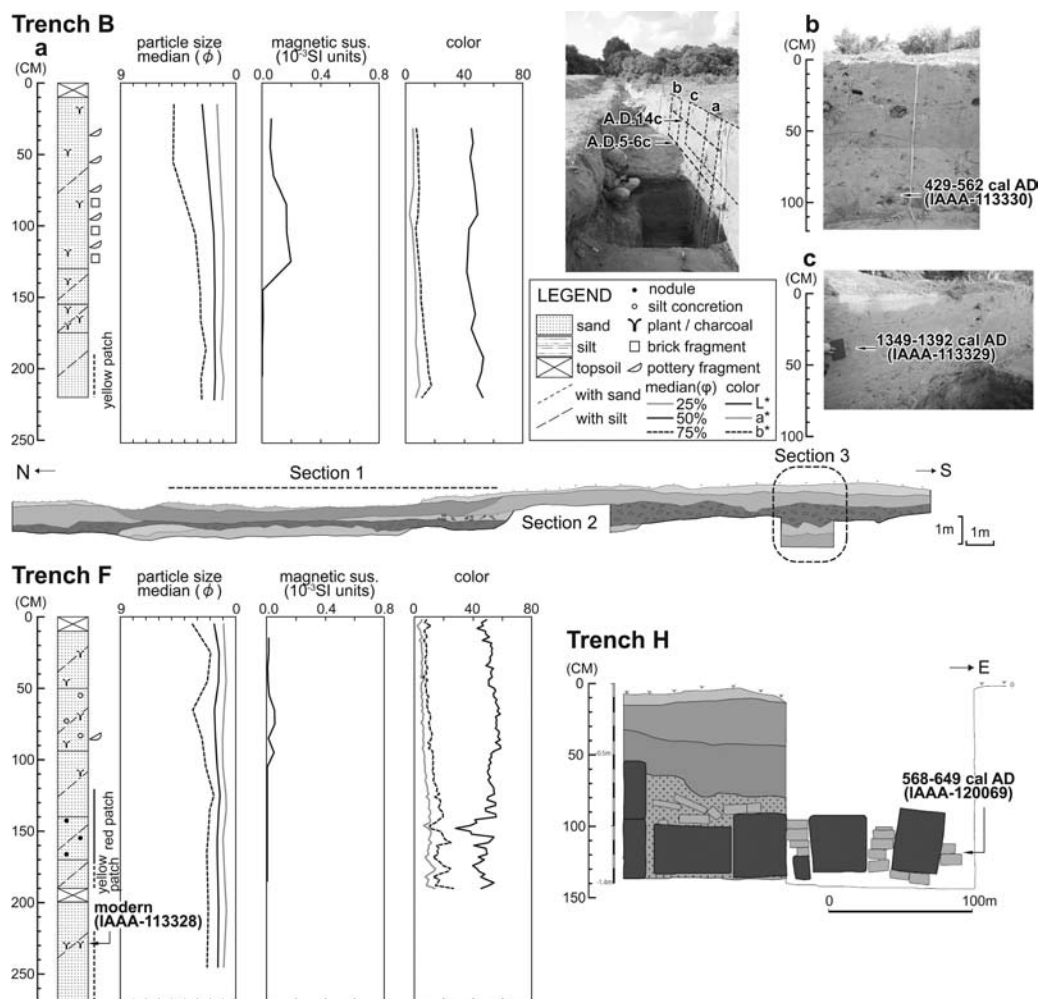 Trench B
a
(CM)
particle size
median (ϕ)
9 0
magnetic sus.
(10⁻³SI units)
0.0 0.4 0.8
color
0 40 80
0
50
100
150
200
250
yellow patch
b
c
a
A.D.14c
A.D.5-6c
b
(CM)
0
50
100
429-562 cal AD
(IAAA-113330)
c
(CM)
0
50
100
1349-1392 cal AD
(IAAA-113329)
LEGEND
sand
silt
topsoil
with sand
with silt
nodule
silt concretion
plant / charcoal
brick fragment
pottery fragment
median(φ) color
25% L*
50% a*
75% b*
N
Section 1
Section 2
Section 3
S
1m
1m
Trench F
(CM)
particle size
median (ϕ)
9 0
magnetic sus.
(10⁻³SI units)
0.0 0.4 0.8
color
0 40 80
0
50
100
150
200
250
red patch
yellow
patch
modern
(IAAA-113328)
Trench H
(CM)
E
0
50
100
150
-0.5m
-1.0m
568-649 cal AD
(IAAA-120069)
0 100m